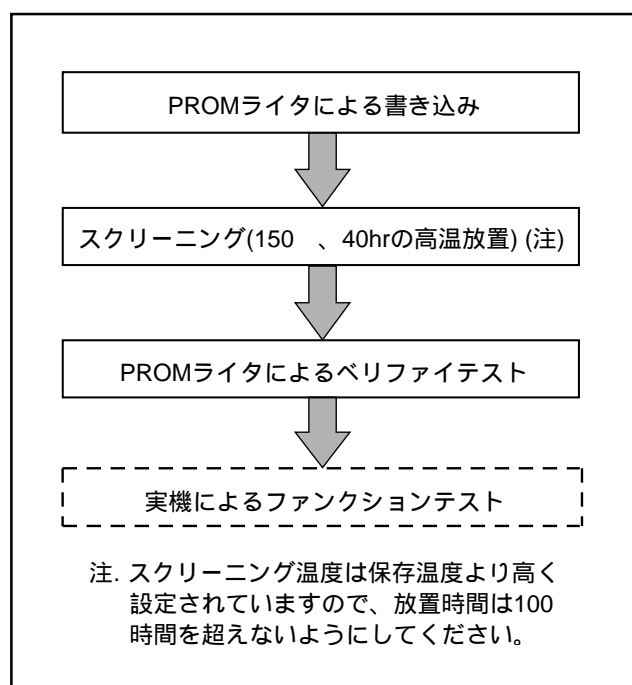 PROMライタによる書き込み
スクリーニング(150　、40hrの高温放置) (注)
PROMライタによるベリファイテスト
実機によるファンクションテスト
注. スクリーニング温度は保存温度より高く
設定されていますので、放置時間は100
時間を超えないようにしてください。